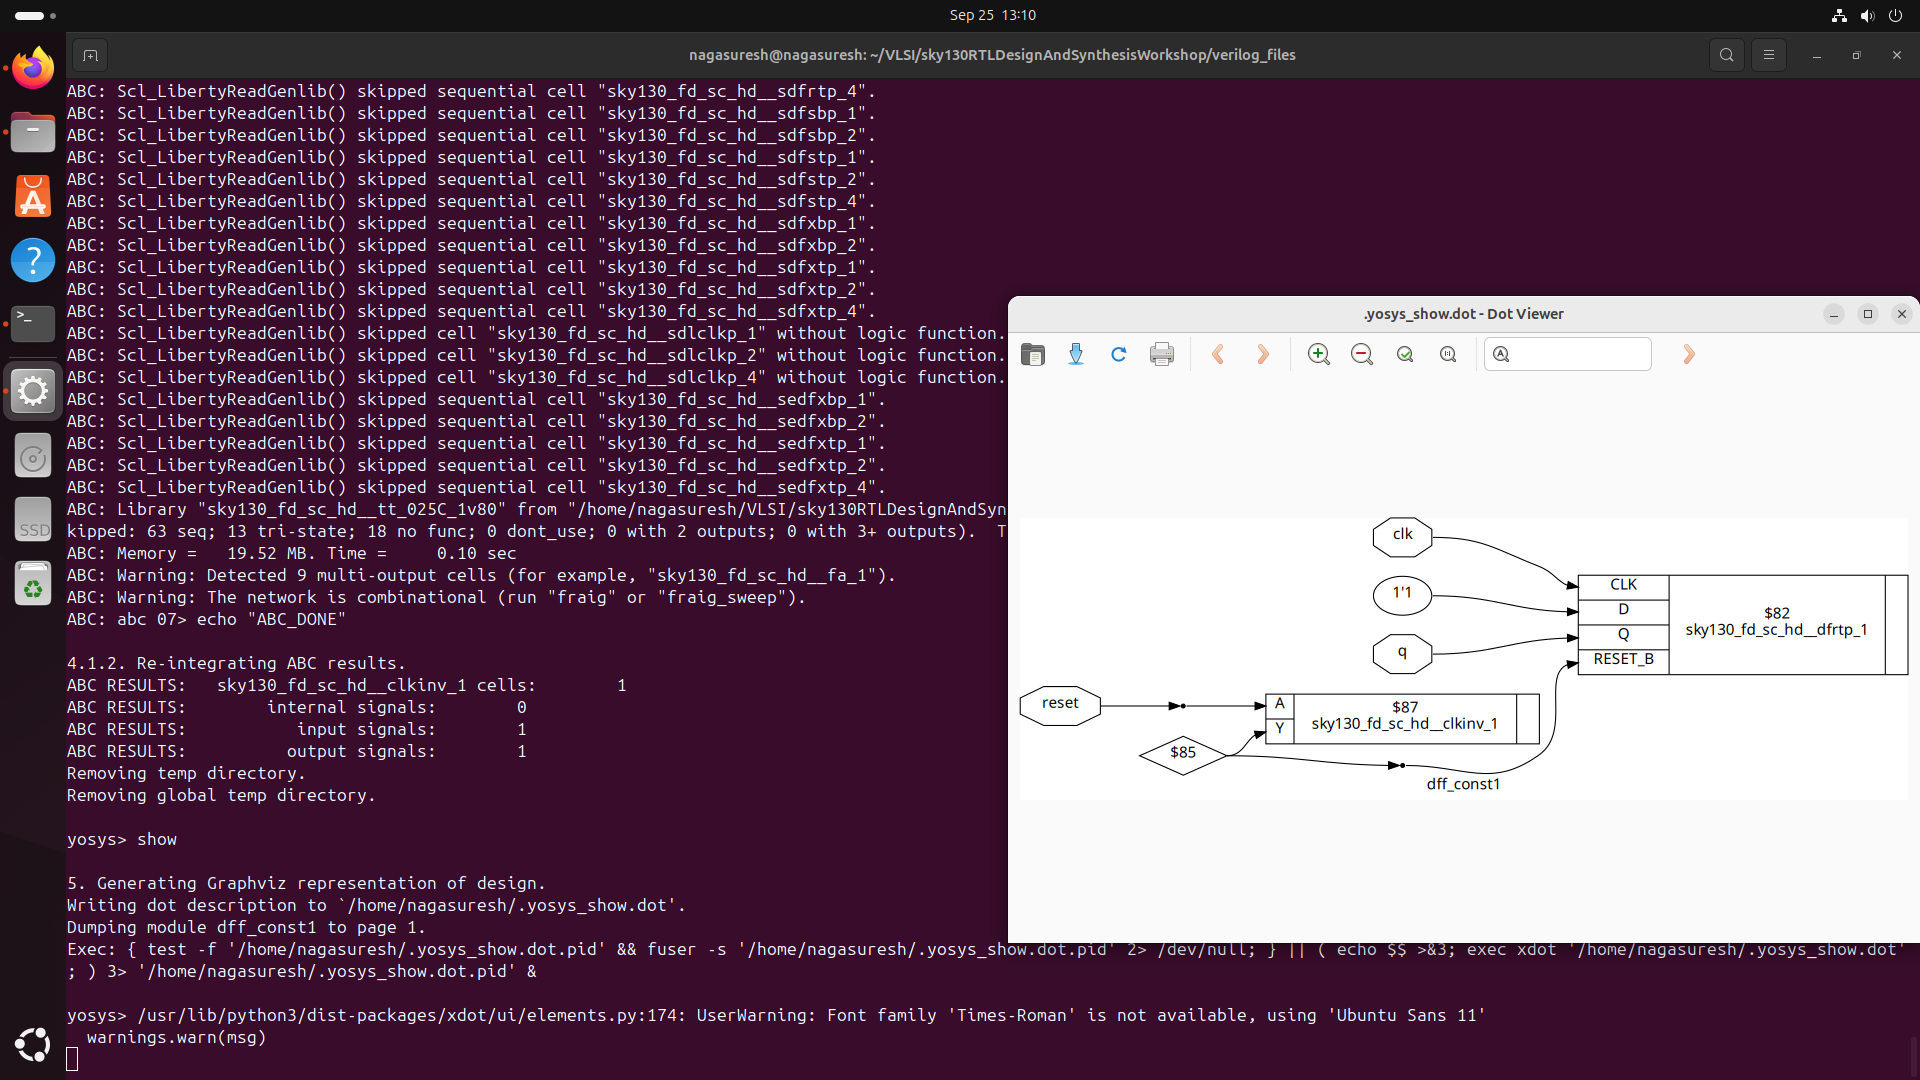 Sep 25 13:10
nagasuresh@nagasuresh: ~/VLSI/sky130RTLDesignAndSynthesisWorkshop/verilog_files
ABC: Scl_LibertyReadGenlib() skipped sequential cell "sky130_fd_sc_hd__sdfrtp_4".
ABC: Scl_LibertyReadGenlib() skipped sequential cell "sky130_fd_sc_hd__sdfsbp_1".
ABC: Scl_LibertyReadGenlib() skipped sequential cell "sky130_fd_sc_hd__sdfsbp_2".
ABC: Scl_LibertyReadGenlib() skipped sequential cell "sky130_fd_sc_hd__sdfstp_1".
ABC: Scl_LibertyReadGenlib() skipped sequential cell "sky130_fd_sc_hd__sdfstp_2".
ABC: Scl_LibertyReadGenlib() skipped sequential cell "sky130_fd_sc_hd__sdfstp_4".
ABC: Scl_LibertyReadGenlib() skipped sequential cell "sky130_fd_sc_hd__sdfxbp_1".
ABC: Scl_LibertyReadGenlib() skipped sequential cell "sky130_fd_sc_hd__sdfxbp_2".
ABC: Scl_LibertyReadGenlib() skipped sequential cell "sky130_fd_sc_hd__sdfxtp_1".
ABC: Scl_LibertyReadGenlib() skipped sequential cell "sky130_fd_sc_hd__sdfxtp_2".
ABC: Scl_LibertyReadGenlib() skipped sequential cell "sky130_fd_sc_hd__sdfxtp_4".
ABC: Scl_LibertyReadGenlib() skipped cell "sky130_fd_sc_hd__sdlclkp_1" without logic function.
ABC: Scl_LibertyReadGenlib() skipped cell "sky130_fd_sc_hd__sdlclkp_2" without logic function.
ABC: Scl_LibertyReadGenlib() skipped cell "sky130_fd_sc_hd__sdlclkp_4" without logic function.
ABC: Scl_LibertyReadGenlib() skipped sequential cell "sky130_fd_sc_hd__sedfxbp_1".
ABC: Scl_LibertyReadGenlib() skipped sequential cell "sky130_fd_sc_hd__sedfxbp_2".
ABC: Scl_LibertyReadGenlib() skipped sequential cell "sky130_fd_sc_hd__sedfxtp_1".
ABC: Scl_LibertyReadGenlib() skipped sequential cell "sky130_fd_sc_hd__sedfxtp_2".
ABC: Scl_LibertyReadGenlib() skipped sequential cell "sky130_fd_sc_hd__sedfxtp_4".
ABC: Library "sky130_fd_sc_hd__tt_025C_1v80" from "/home/nagasuresh/VLSI/sky130RTLDesignAndSyn
kipped: 63 seq; 13 tri-state; 18 no func; 0 dont_use; 0 with 2 outputs; 0 with 3+ outputs).  T
ABC: Memory =   19.52 MB. Time =     0.10 sec
ABC: Warning: Detected 9 multi-output cells (for example, "sky130_fd_sc_hd__fa_1").
ABC: Warning: The network is combinational (run "fraig" or "fraig_sweep").
ABC: abc 07> echo "ABC_DONE"
4.1.2. Re-integrating ABC results.
ABC RESULTS:   sky130_fd_sc_hd__clkinv_1 cells:        1
ABC RESULTS:        internal signals:        0
ABC RESULTS:           input signals:        1
ABC RESULTS:          output signals:        1
Removing temp directory.
Removing global temp directory.
yosys> show
5. Generating Graphviz representation of design.
Writing dot description to `/home/nagasuresh/.yosys_show.dot'.
Dumping module dff_const1 to page 1.
Exec: { test -f '/home/nagasuresh/.yosys_show.dot.pid' && fuser -s '/home/nagasuresh/.yosys_show.dot.pid' 2> /dev/null; } || ( echo $$ >&3; exec xdot '/home/nagasuresh/.yosys_show.dot'
; ) 3> '/home/nagasuresh/.yosys_show.dot.pid' &
yosys> /usr/lib/python3/dist-packages/xdot/ui/elements.py:174: UserWarning: Font family 'Times-Roman' is not available, using 'Ubuntu Sans 11'
  warnings.warn(msg)
SSD
.yosys_show.dot - Dot Viewer
clk
1'1
q
CLK
D
Q
RESET_B
$82
sky130_fd_sc_hd__dfrtp_1
reset
A
Y
$87
sky130_fd_sc_hd__clkinv_1
$85
dff_const1